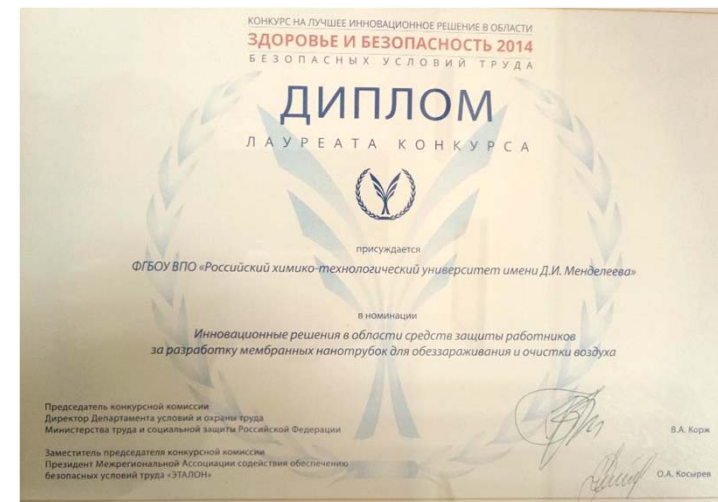 КОНКУРС НА ЛУЧШЕЕ ИННОВАЦИОННОЕ РЕШЕНИЕ В ОБЛАСТИ
ЗДОРОВЬЕ И БЕЗОПАСНОСТЬ 2014
БЕЗОПАСНЫХ УСЛОВИЙ ТРУДА
ДИПЛОМ
ЛАУРЕАТА КОНКУРСА
присуждается
ФГБОУ ВПО «Российский химико-технологический университет имени Д.И. Менделеева»
в номинации
Инновационные решения в области средств защиты работников
за разработку мембранных нанотрубок для обеззараживания и очистки воздуха
Председатель конкурсной комиссии
Директор Департамента условий и охраны труда
Министерства труда и социальной защиты Российской Федерации
В.А. Корж
Заместитель председателя конкурсной комиссии
Президент Межрегиональной Ассоциации содействия обеспечению
безопасных условий труда «ЭТАЛОН»
О.А. Косырев